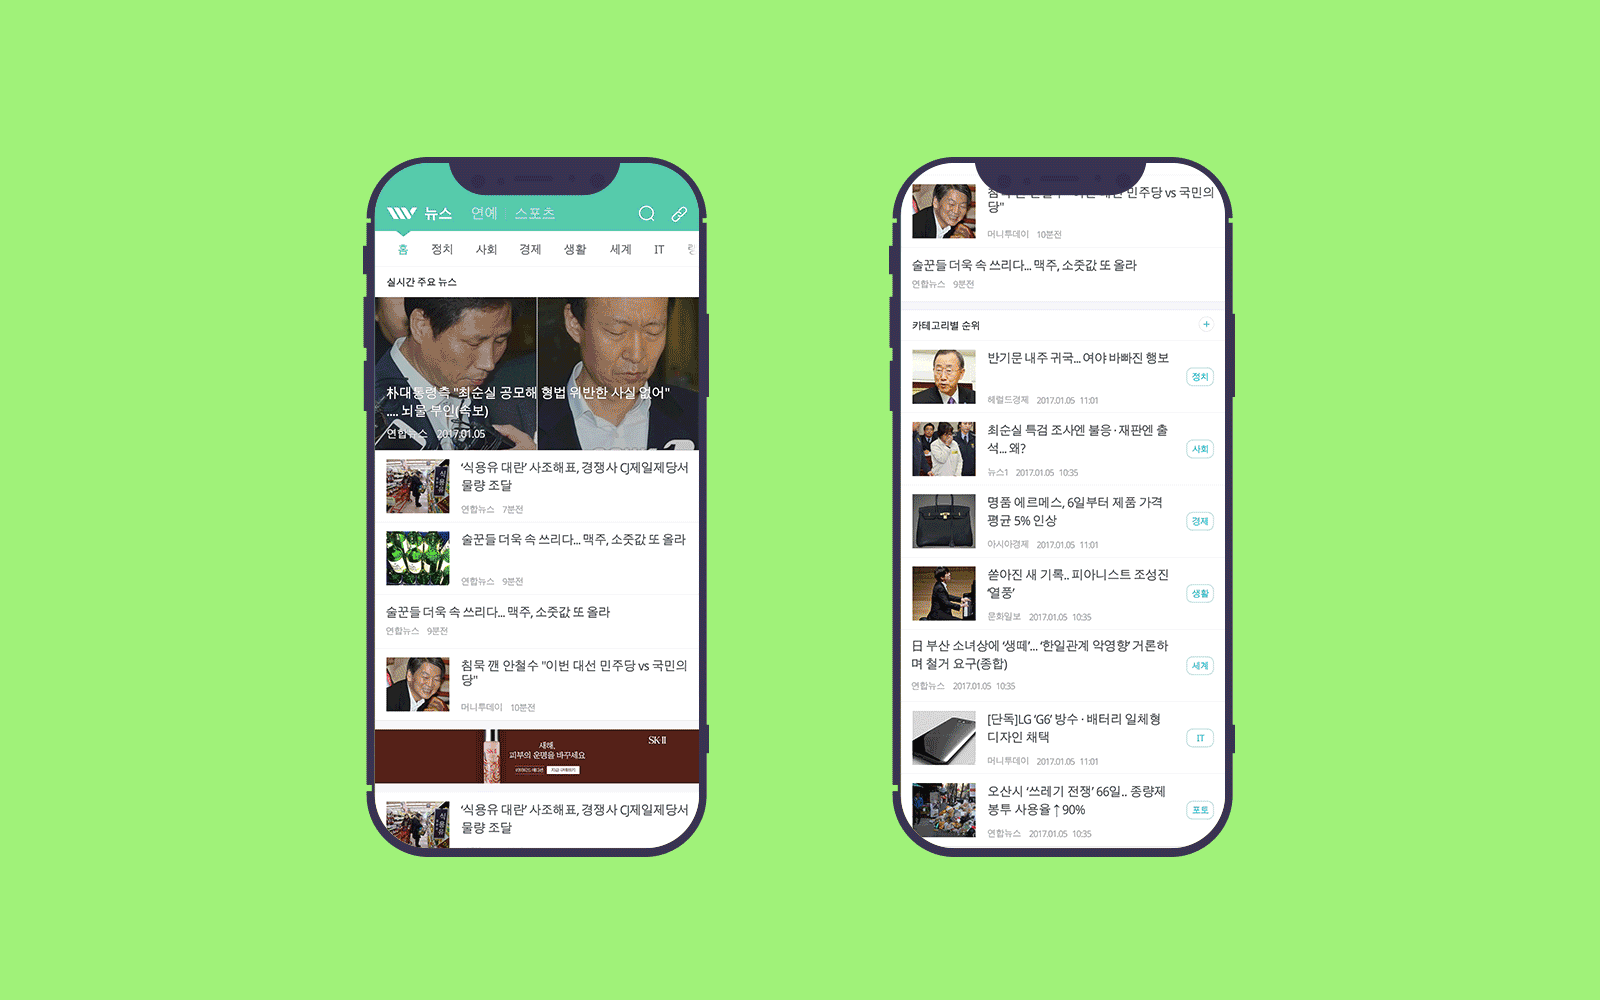 뉴스 연예 스포츠
홈 정치 사회 경제 생활 세계 IT
실시간 주요 뉴스
朴대통령측 "최순실 공모해 형법 위반한 사실 없어"
.... 뇌물 부인(속보)
연합뉴스 2017.01.05
'식용유 대란' 사조해표, 경쟁사 CJ제일제당서
물량 조달
연합뉴스 7분전
술꾼들 더욱 속 쓰리다... 맥주, 소줏값 또 올라
연합뉴스 9분전
술꾼들 더욱 속 쓰리다... 맥주, 소줏값 또 올라
연합뉴스 9분전
침묵 깬 안철수 "이번 대선 민주당 vs 국민의
당"
머니투데이 10분전
새해,
피부의 운명을 바꾸세요
SK-II
'식용유 대란' 사조해표, 경쟁사 CJ제일제당서
물량 조달
민주당 vs 국민의
당"
머니투데이 10분전
술꾼들 더욱 속 쓰리다... 맥주, 소줏값 또 올라
연합뉴스 9분전
카테고리별 순위 +
반기문 내주 귀국... 여야 바빠진 행보
정치
헤럴드경제 2017.01.05 11:01
최순실 특검 조사엔 불응 · 재판엔 출
석... 왜?
사회
뉴스1 2017.01.05 10:35
명품 에르메스, 6일부터 제품 가격
평균 5% 인상
경제
아시아경제 2017.01.05 11:01
쏟아진 새 기록.. 피아니스트 조성진
'열풍'
생활
문화일보 2017.01.05 10:35
日 부산 소녀상에 '생떼'... '한일관계 악영향' 거론하
며 철거 요구(종합)
세계
연합뉴스 2017.01.05 10:35
[단독]LG 'G6' 방수 · 배터리 일체형
디자인 채택
IT
머니투데이 2017.01.05 11:01
오산시 '쓰레기 전쟁' 66일.. 종량제
봉투 사용율↑90%
포토
연합뉴스 2017.01.05 10:35